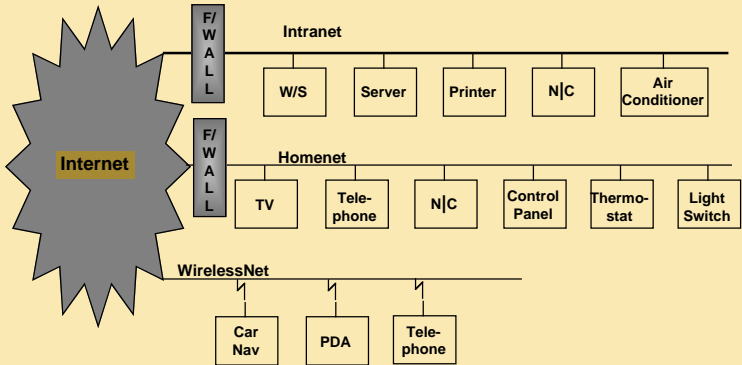 F/
W
A
L
L
Intranet
W/S
Server
Printer
N|C
Air
Conditioner
Internet
F/
W
A
L
L
Homenet
TV
Tele-
phone
N|C
Control
Panel
Thermo-
stat
Light
Switch
WirelessNet
Car
Nav
PDA
Tele-
phone